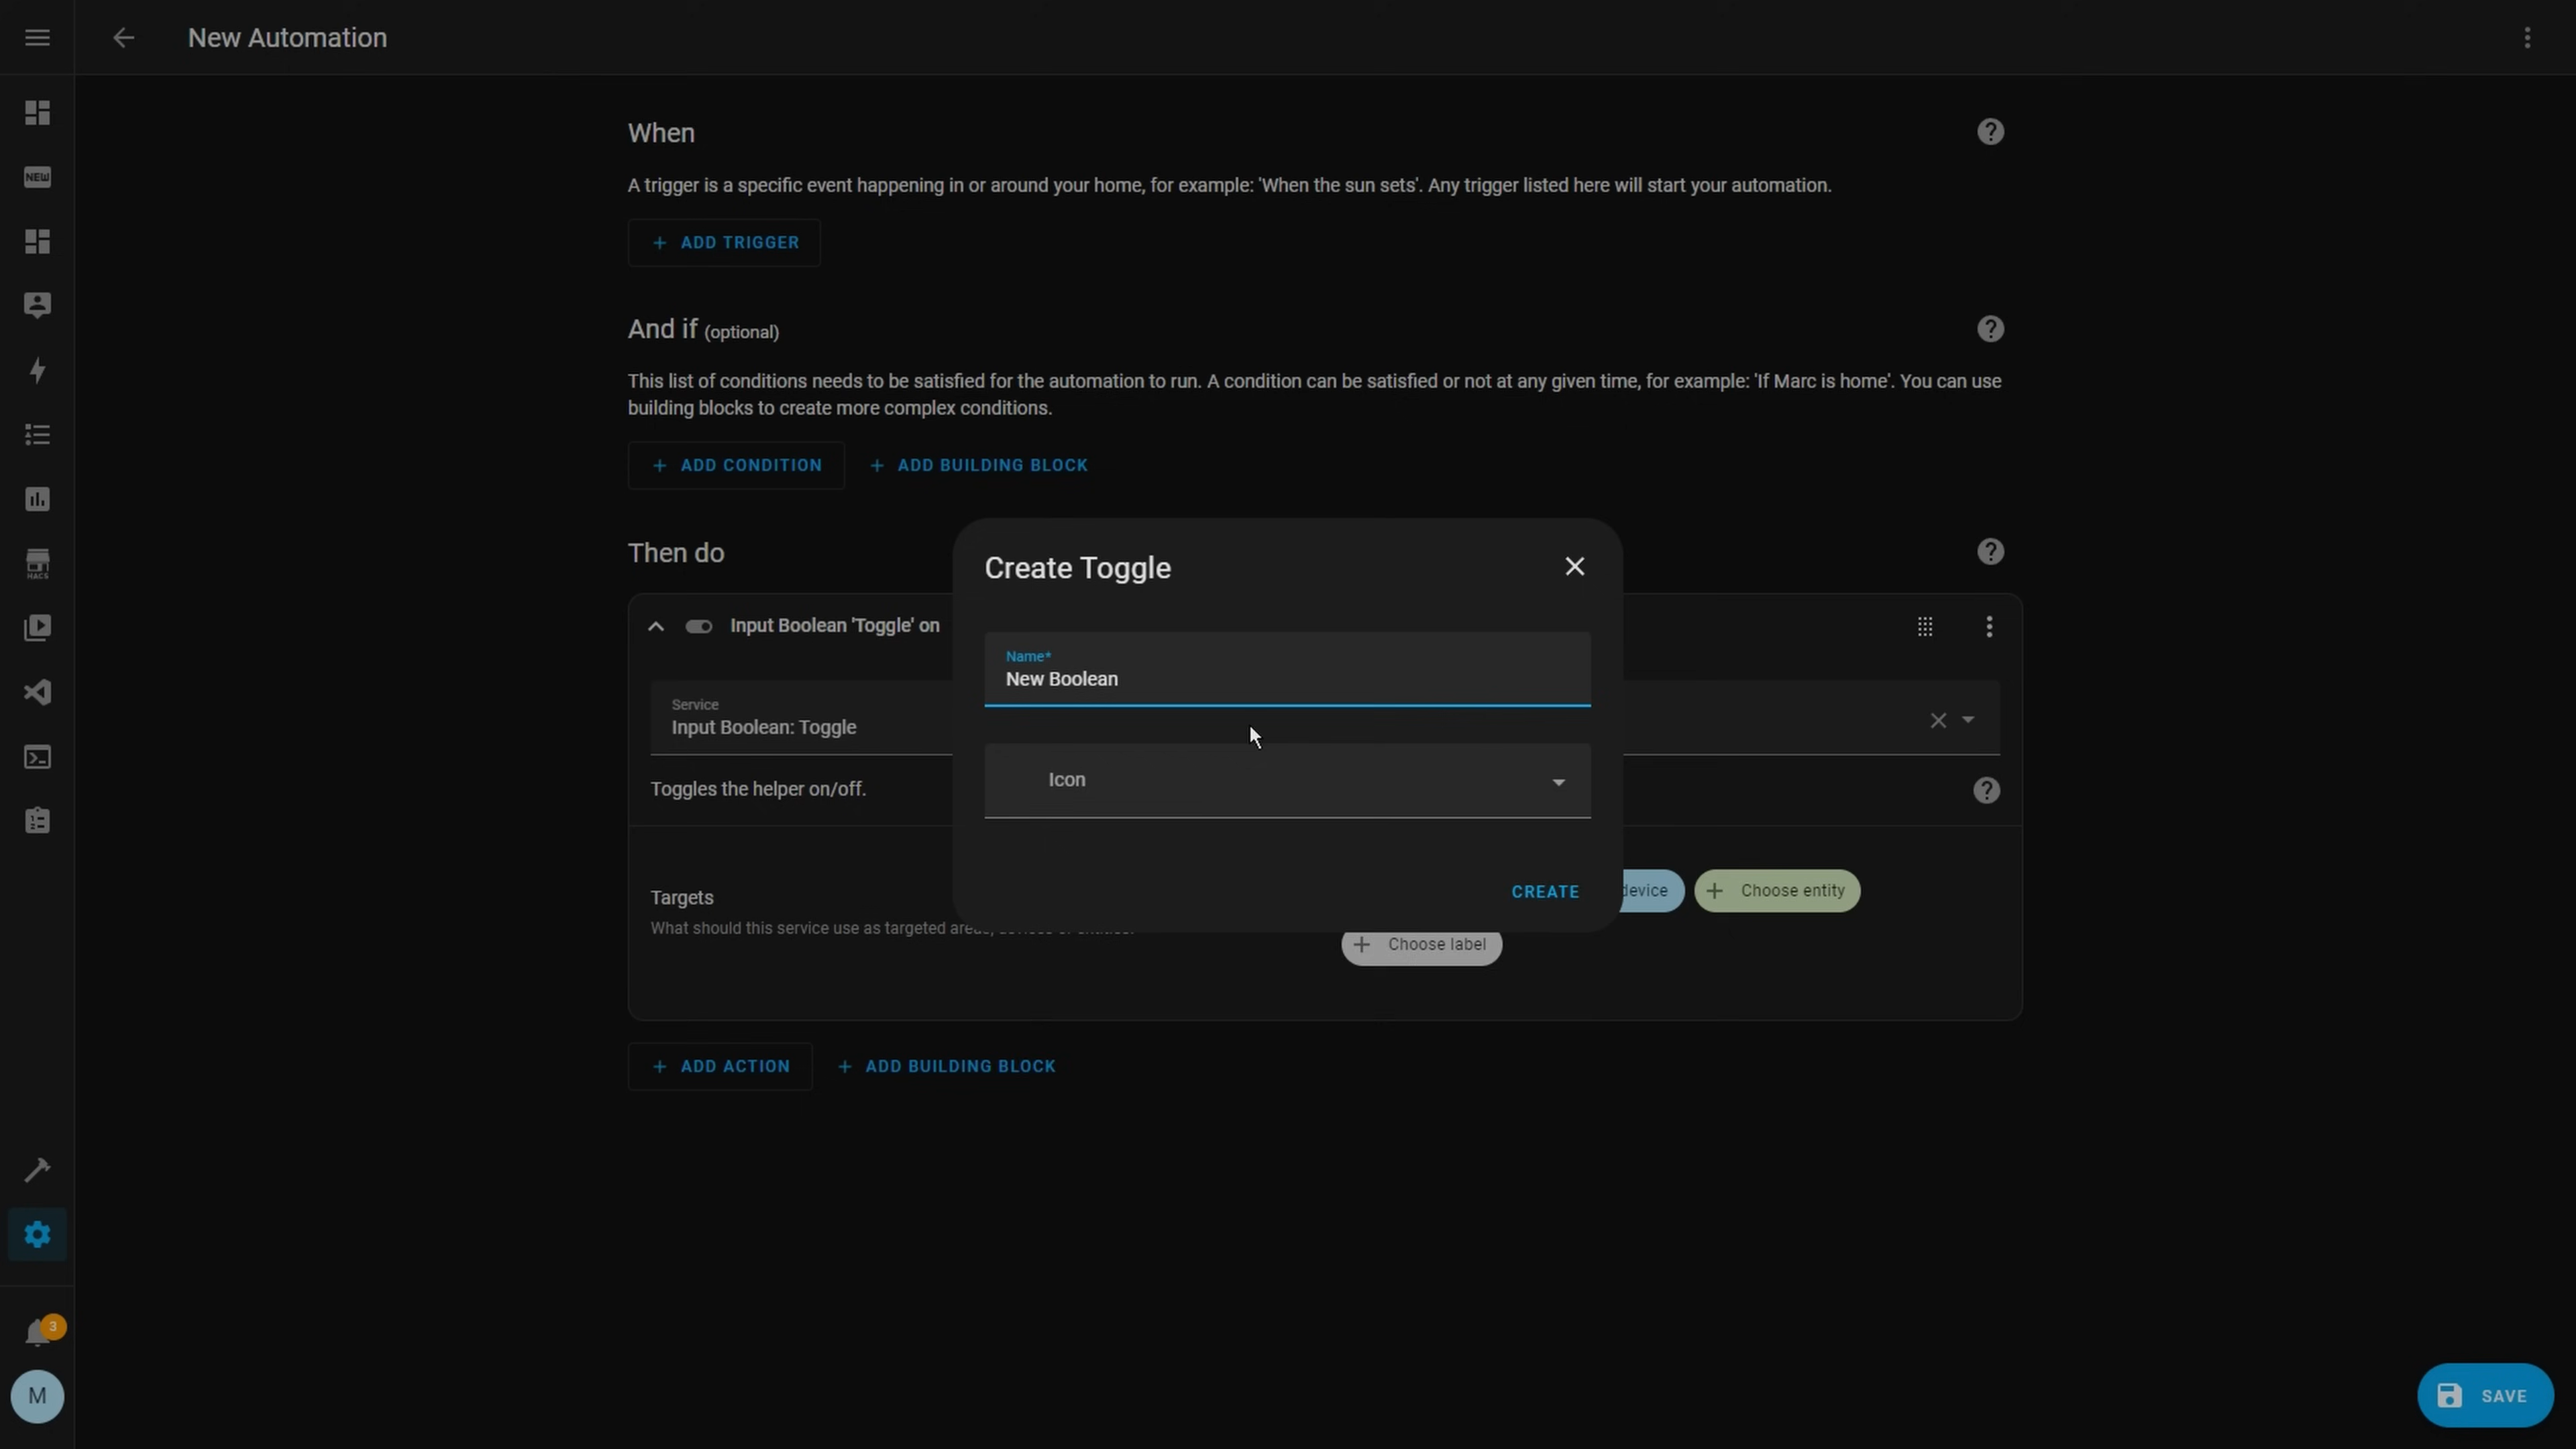 New Automation
NEW
When
A trigger is a specific event happening in or around your home, for example: 'When the sun sets'. Any trigger listed here will start your automation.
+ ADD TRIGGER
And if (optional)
This list of conditions needs to be satisfied for the automation to run. A condition can be satisfied or not at any given time, for example: 'If Marc is home'. You can use
building blocks to create more complex conditions.
+ ADD CONDITION + ADD BUILDING BLOCK
Then do
HACS
Create Toggle
Input Boolean 'Toggle' on
Name*
New Boolean
Service
Input Boolean: Toggle
Icon
Toggles the helper on/off.
CREATE
device
+ Choose entity
Targets
What should this service use as targeted areas,
+ Choose label
+ ADD ACTION + ADD BUILDING BLOCK
3
M
SAVE